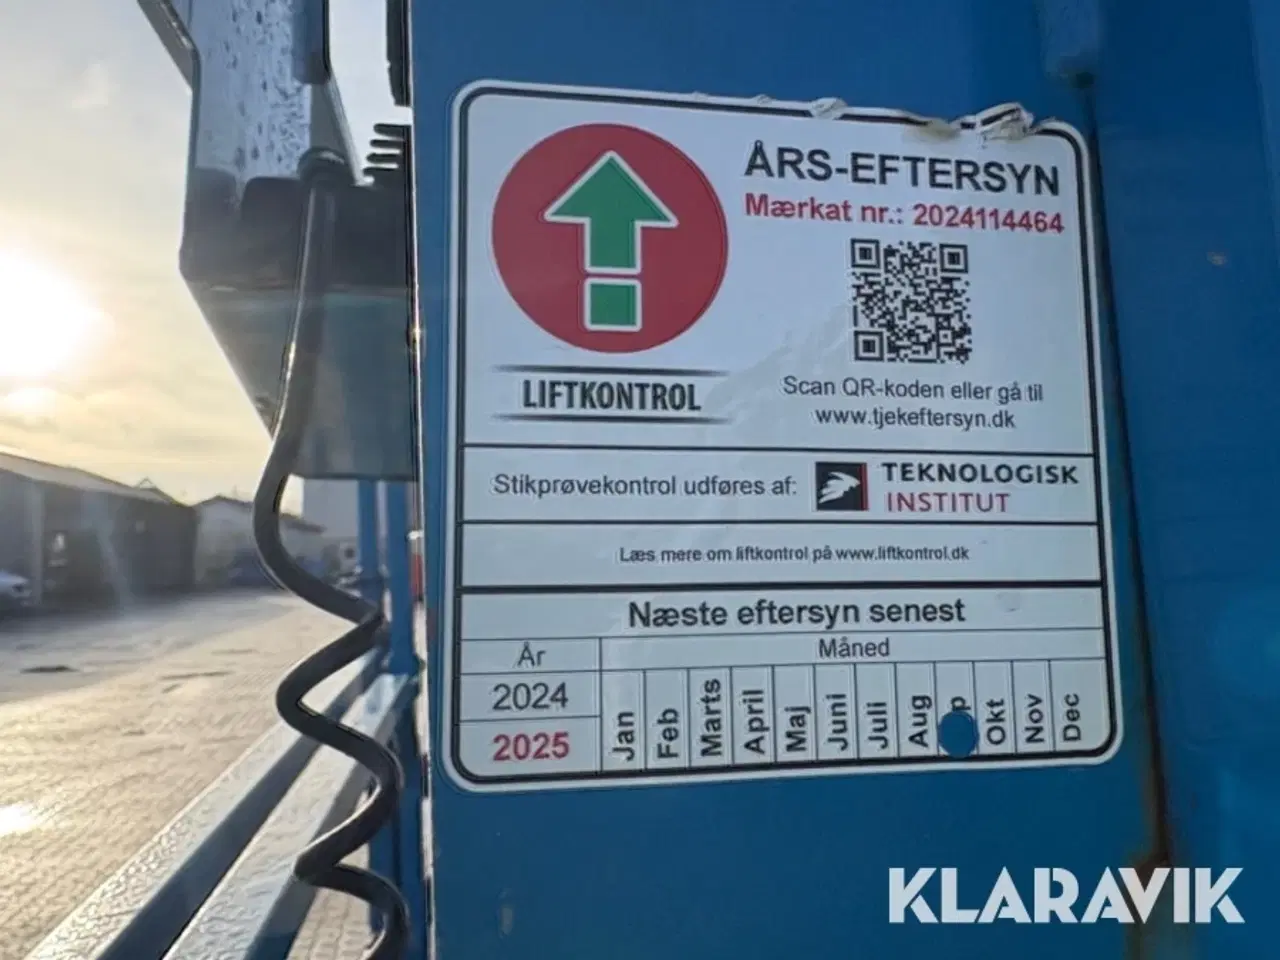 ÅRS-EFTERSYN
Mærkat nr.: 2024114464
LIFTKONTROL
Scan QR-koden eller gå til
www.tjekeftersyn.dk
Stikprøvekontrol udføres af:
TEKNOLOGISK
INSTITUT
Læs mere om liftkontrol på www.liftkontrol.dk
Næste eftersyn senest
År
Måned
2024
2025
Jan Feb Marts April Maj Juni Juli Aug Okt Nov Dec
KLARAVIK